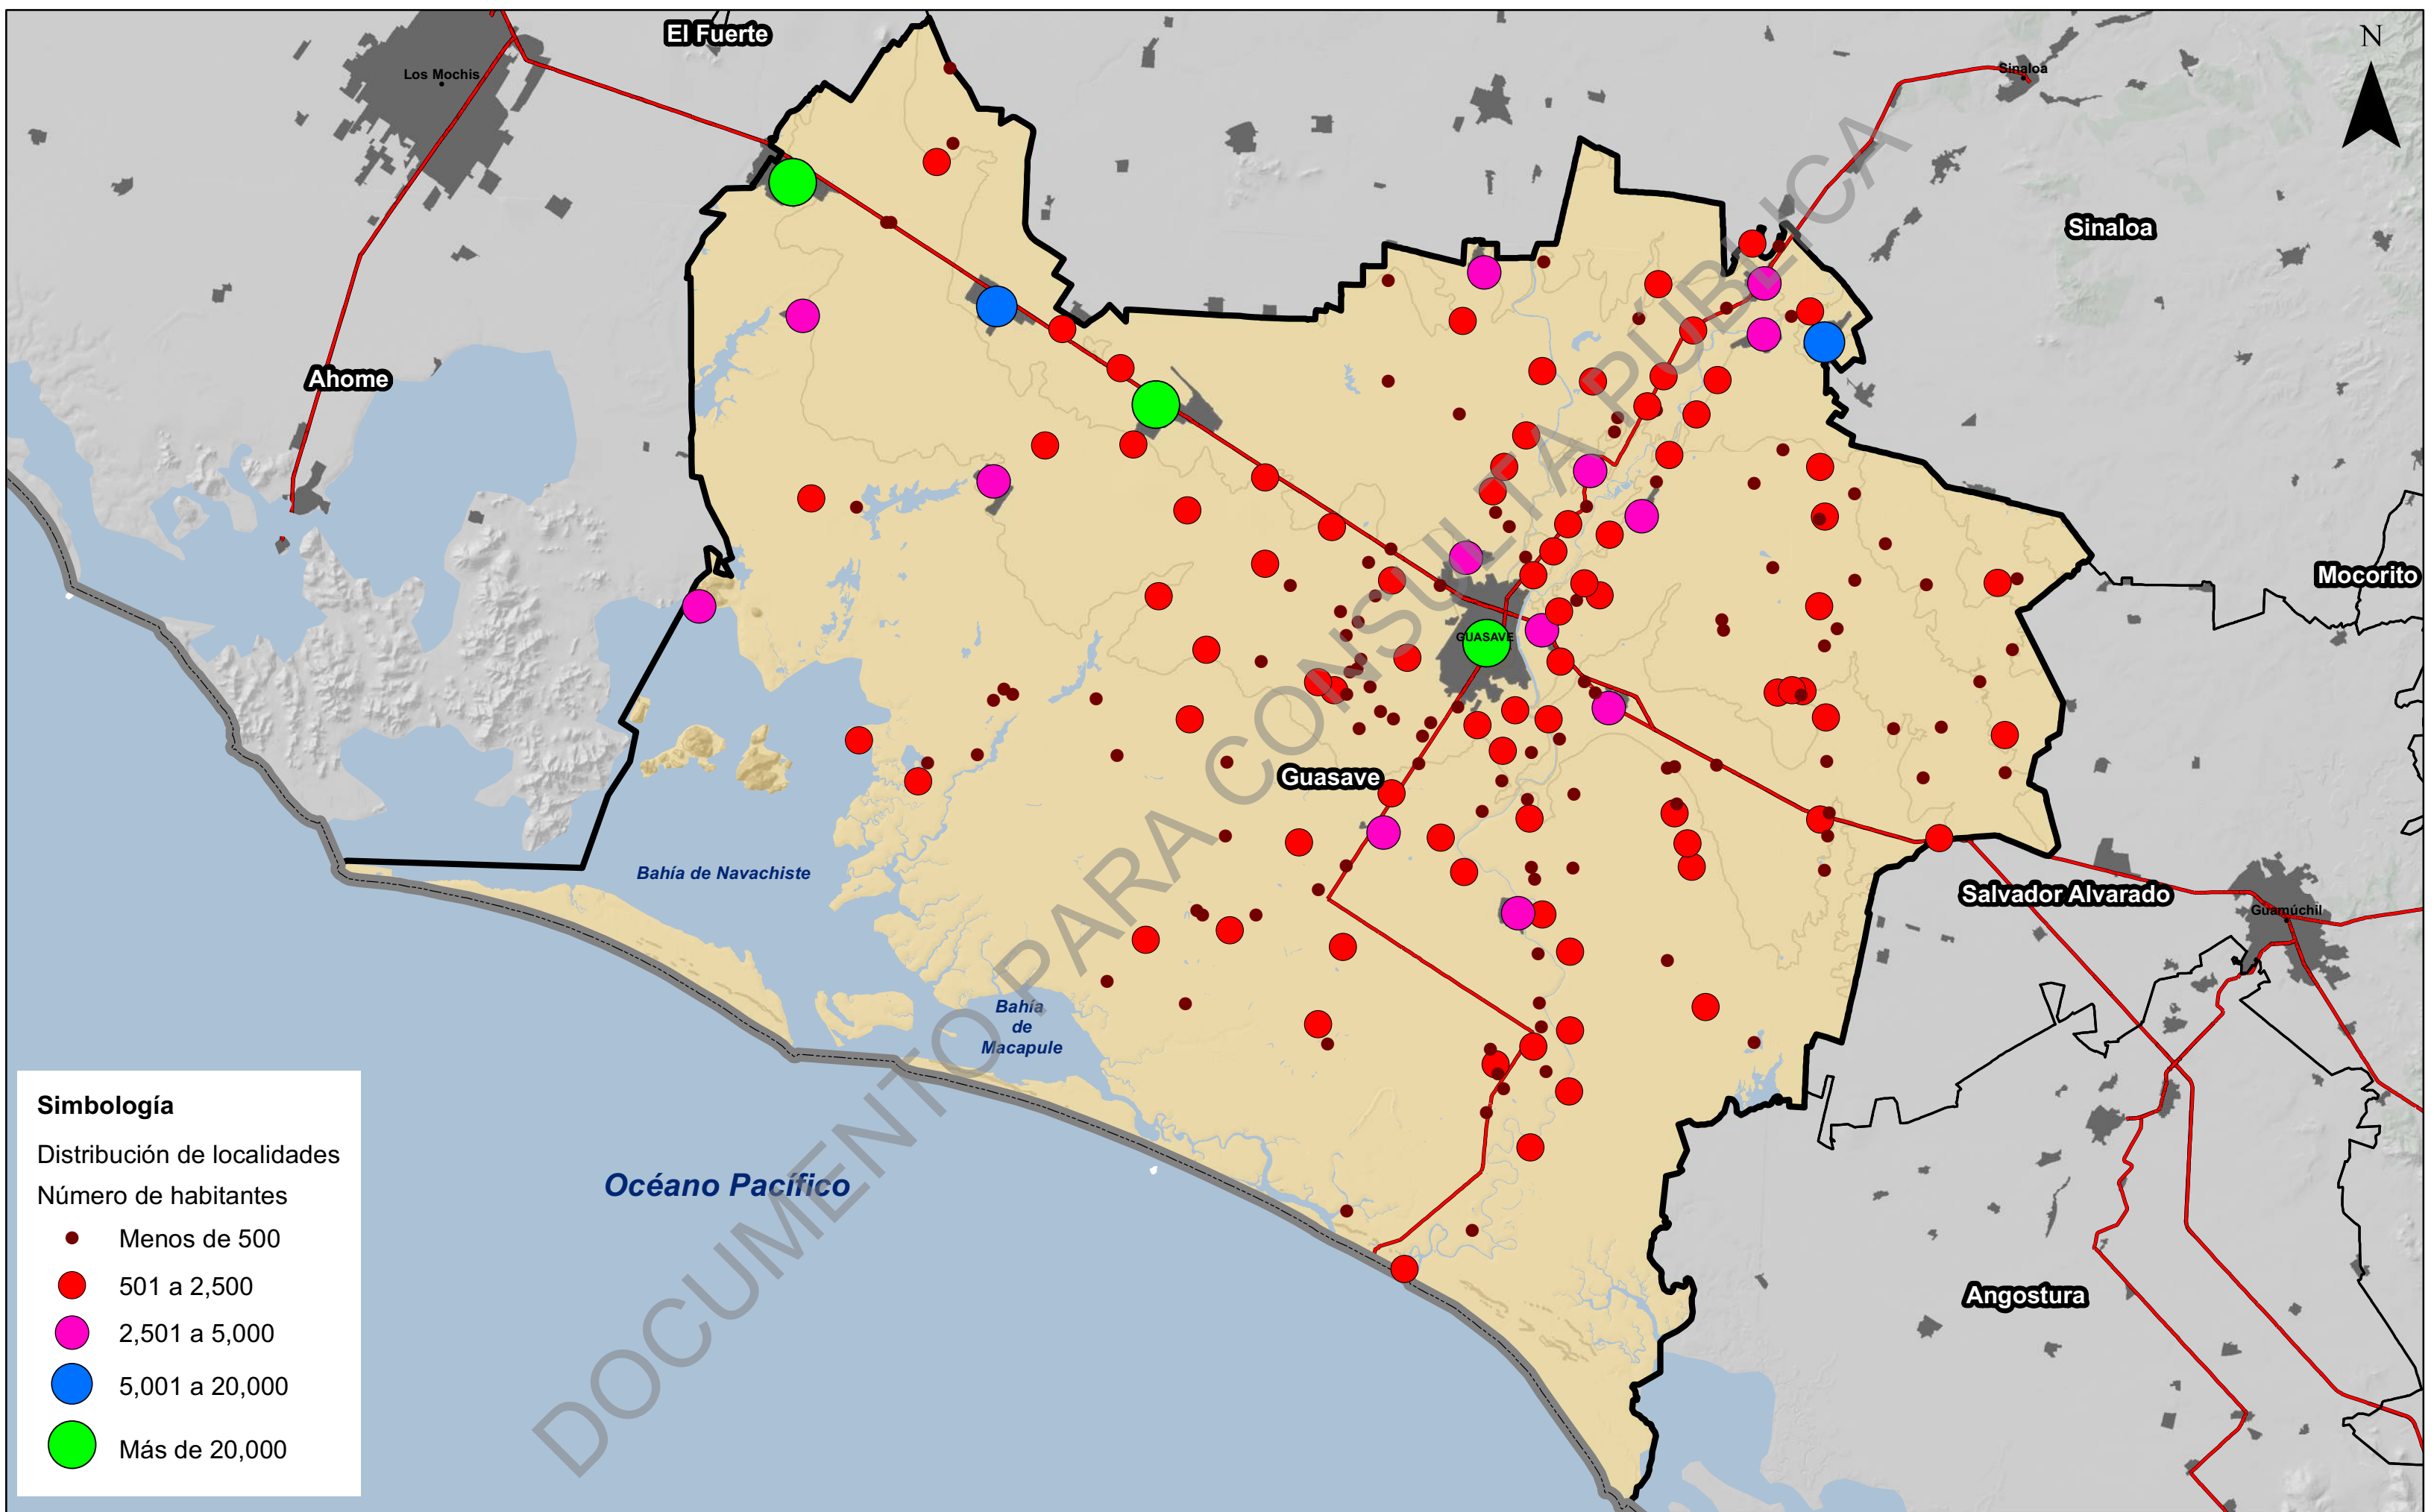 El Fuerte
N
Los Mochis
Sinaloa
Sinaloa
Ahome
Mocorito
GUASAVE
Guasave
Bahía de Navachiste
Salvador Alvarado
Guamúchil
Bahía
de
Macapule
Océano Pacífico
Angostura
DOCUMENTO PARA CONSULTA PÚBLICA
Simbología
Distribución de localidades
Número de habitantes
Menos de 500
501 a 2,500
2,501 a 5,000
5,001 a 20,000
Más de 20,000